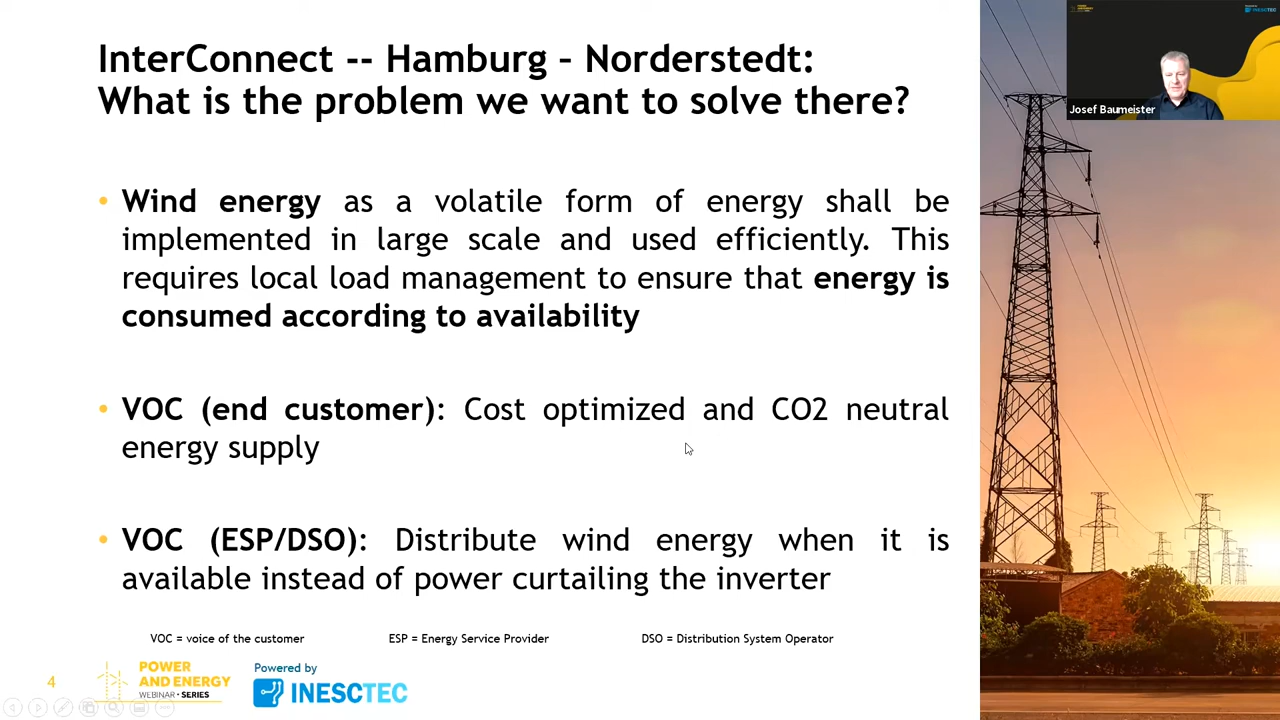 InterConnect -- Hamburg – Norderstedt:
What is the problem we want to solve there?
Wind energy as a volatile form of energy shall be
implemented in large scale and used efficiently. This
requires local load management to ensure that energy is
consumed according to availability
VOC (end customer): Cost optimized and CO2 neutral
energy supply
VOC (ESP/DSO): Distribute wind energy when it is
available instead of power curtailing the inverter
VOC = voice of the customer
ESP = Energy Service Provider
DSO = Distribution System Operator
4
POWER
AND ENERGY
WEBINAR • SERIES
Powered by
INESCTEC
INESCTEC
Josef Baumeister